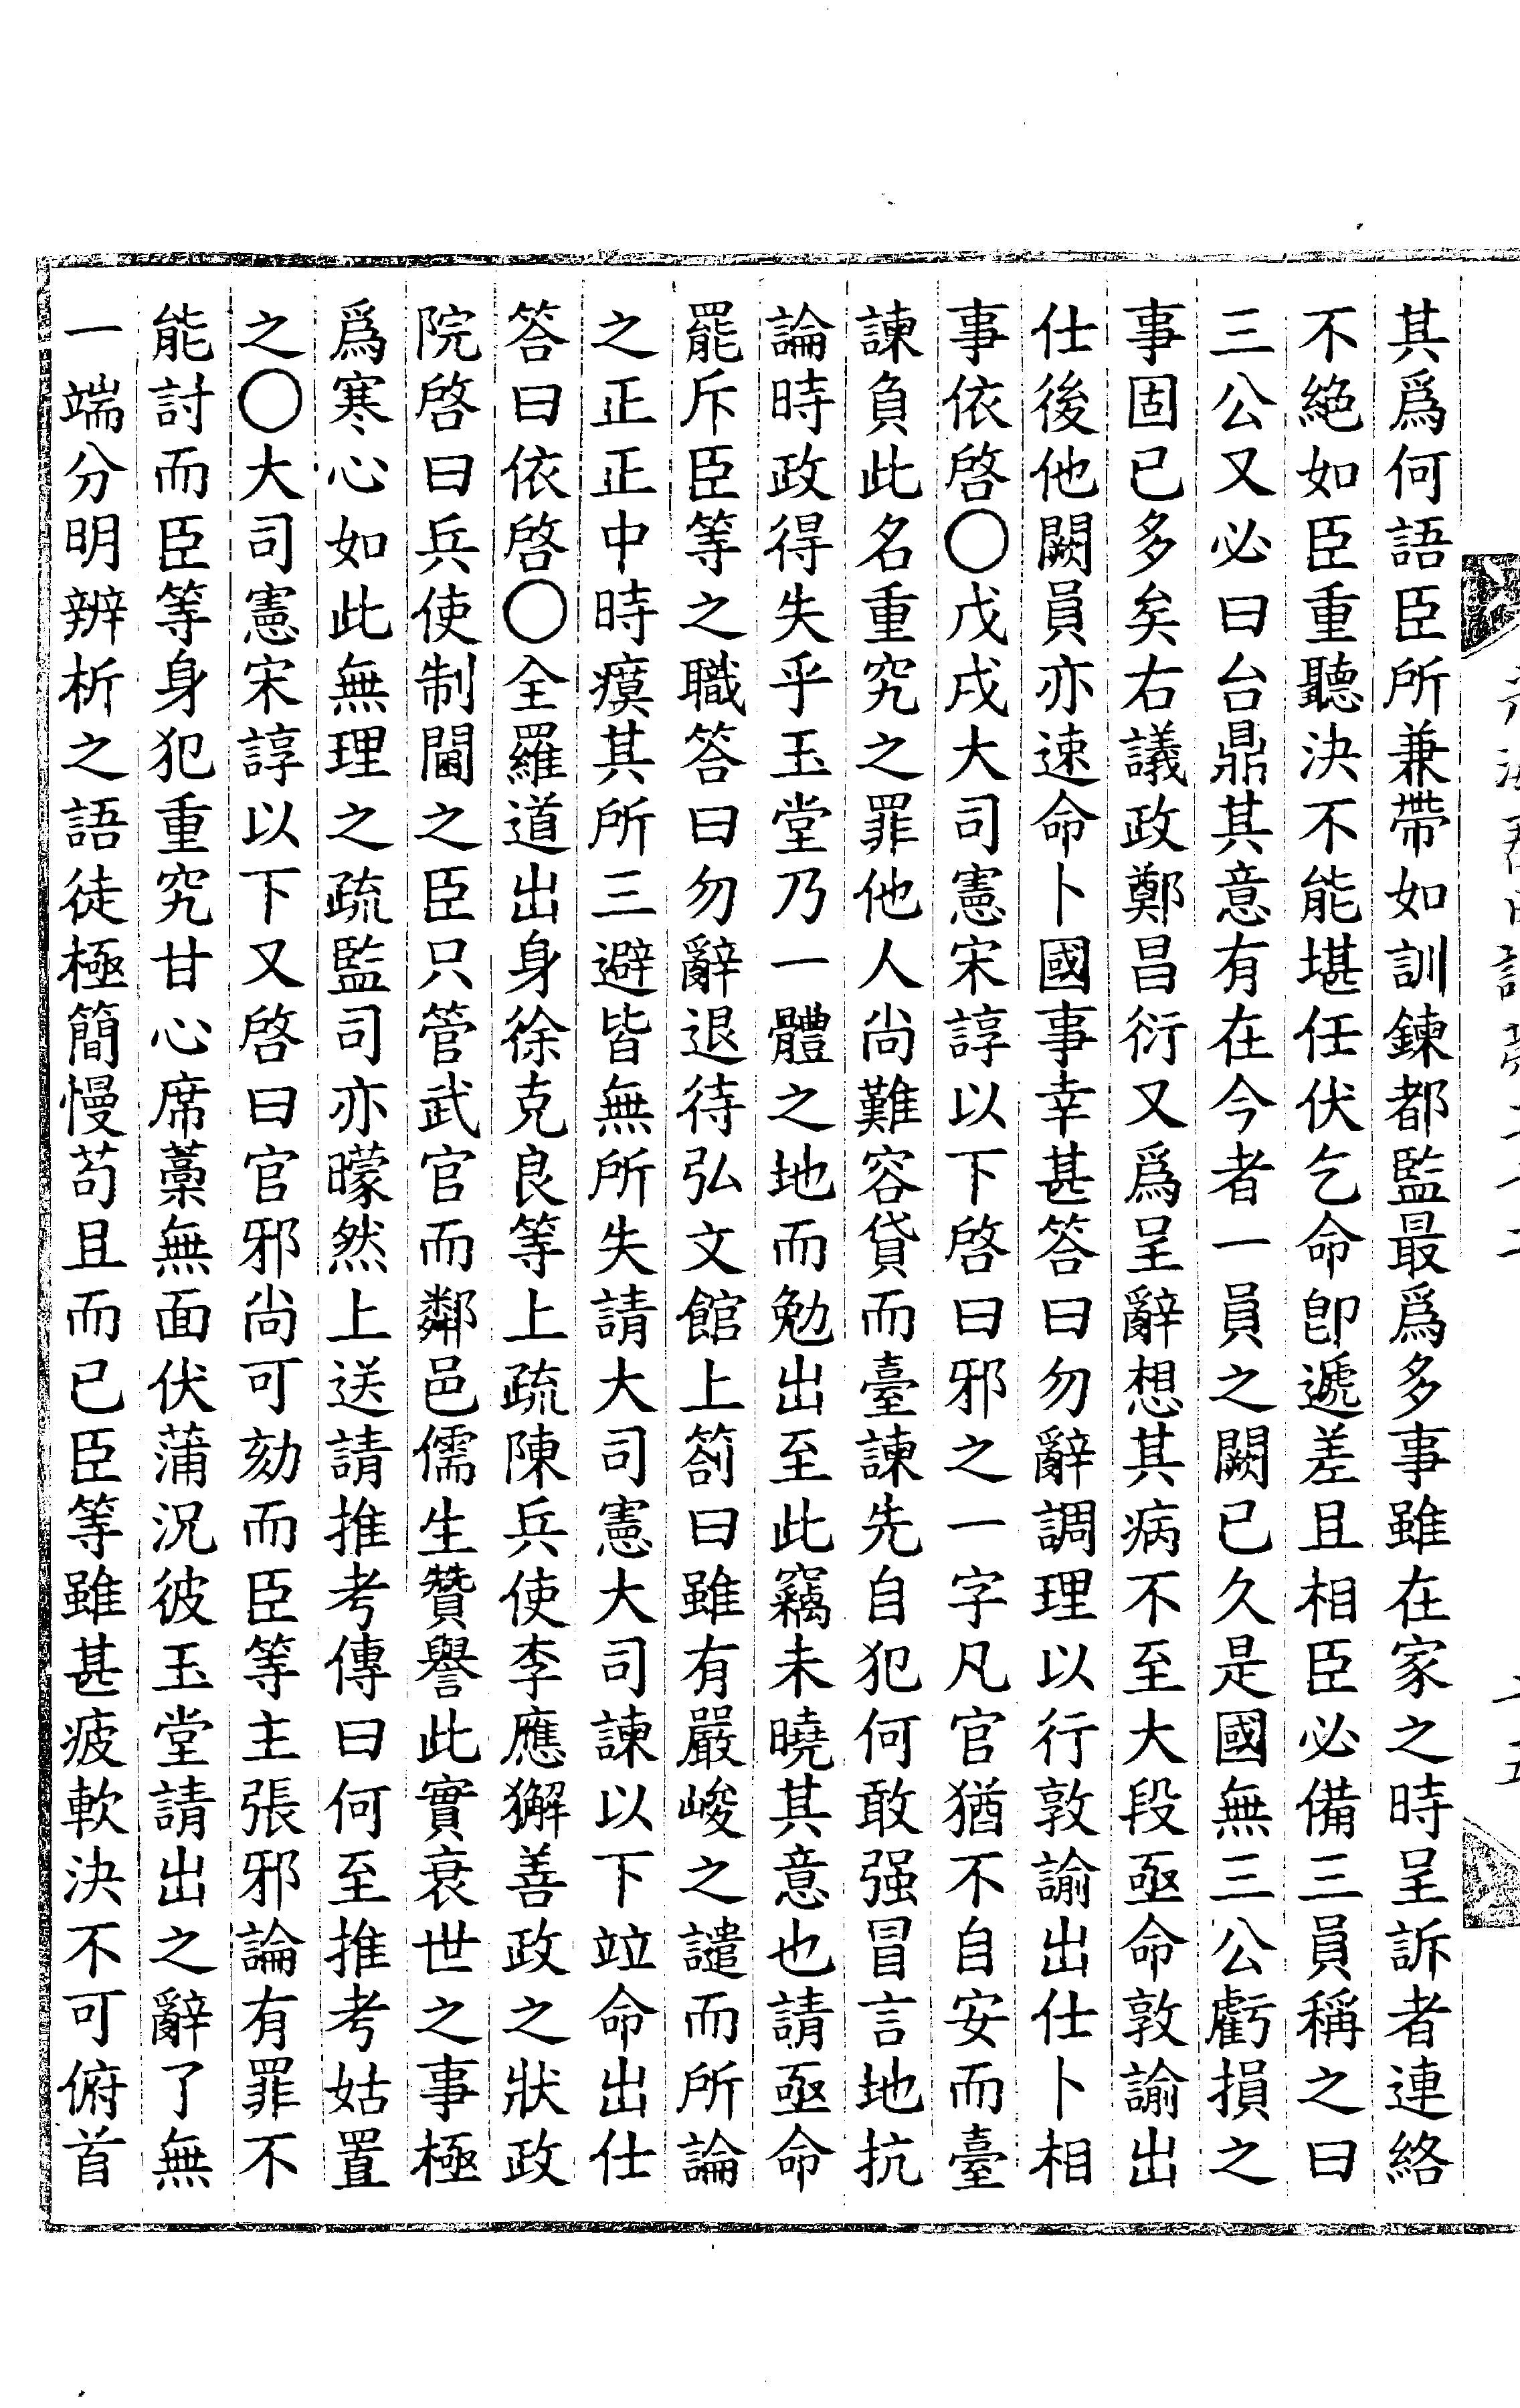 其爲何語臣所兼帶如訓鍊都監最爲多事雖在家之時呈訴者連絡
不絕如臣重聽決不能堪任伏乞命卽遞差且相臣必備三員稱之曰
三公又必曰台鼎其意有在今者一員之闕已久是國無三公虧損之
事固已多矣右議政鄭昌衍又爲呈辭想其病不至大段亟命敦諭出
仕後他闕員亦速命卜國事幸甚答曰勿辭調理以行敦諭出仕卜相
事依啓〇戊戌大司憲宋諄以下啓曰邪之一字凡官猶不自安而臺
諫負此名重究之罪他人尙難容貸而臺諫先自犯何敢强冒言地抗
論時政得失乎玉堂乃一體之地而勉出至此竊未曉其意也請亟命
罷斥臣等之職答曰勿辭退待弘文館上箚曰雖有嚴峻之譴而所論
之正正中時瘼其所三避皆無所失請大司憲大司諫以下竝命出仕
答曰依啓〇全羅道出身徐克良等上疏陳兵使李應獬善政之狀政
院啓曰兵使制閫之臣只管武官而鄰邑儒生贊譽此實衰世之事極
爲寒心如此無理之疏監司亦矇然上送請推考傳曰何至推考姑置
之〇大司憲宋諄以下又啓曰官邪尙可劾而臣等主張邪論有罪不
能討而臣等身犯重究甘心席藁無面伏蒲況彼玉堂請出之辭了無
一端分明辨析之語徒極簡慢苟且而已臣等雖甚疲軟決不可俯首